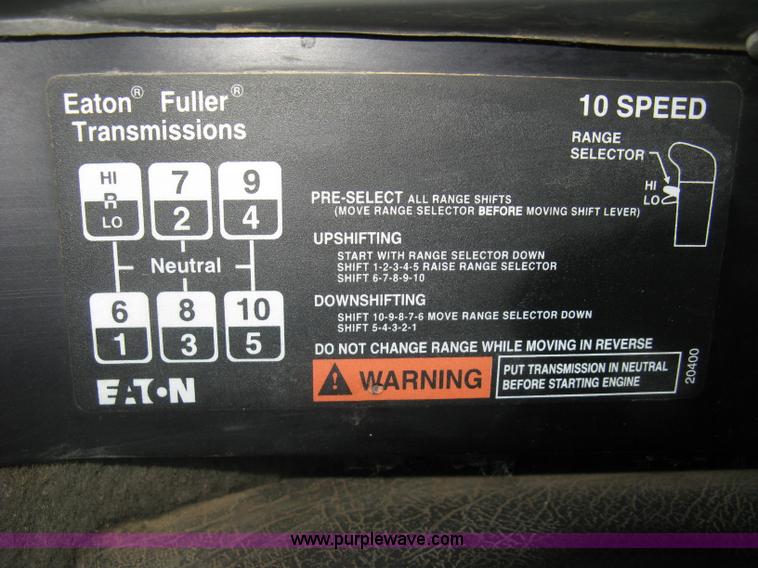 Eaton® Fuller®
Transmissions
10 SPEED
RANGE
SELECTOR
HI
LO
HI
R
LO
7
2
9
4
Neutral
6
1
8
3
10
5
EATON
PRE-SELECT ALL RANGE SHIFTS
(MOVE RANGE SELECTOR BEFORE MOVING SHIFT LEVER)
UPSHIFTING
START WITH RANGE SELECTOR DOWN
SHIFT 1-2-3-4-5 RAISE RANGE SELECTOR
SHIFT 6-7-8-9-10
DOWNSHIFTING
SHIFT 10-9-8-7-6 MOVE RANGE SELECTOR DOWN
SHIFT 5-4-3-2-1
DO NOT CHANGE RANGE WHILE MOVING IN REVERSE
WARNING
PUT TRANSMISSION IN NEUTRAL
BEFORE STARTING ENGINE
20400
www.purplewave.com